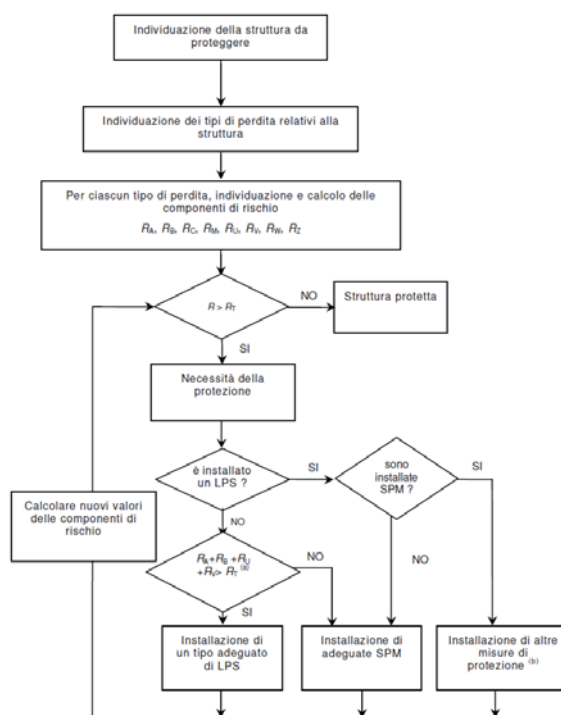 Individuazione della struttura da
proteggere
Individuazione dei tipi di perdita relativi alla
struttura
Per ciascun tipo di perdita, individuazione e calcolo delle
componenti di rischio
RA, RB, RC, RM, RU, RV, RW, RZ
R > RT
NO
Struttura protetta
SI
Necessità della
protezione
è installato
un LPS ?
SI
sono
installate
SPM ?
SI
Calcolare nuovi valori
delle componenti di
rischio
NO
NO
RA+RB+RU
+RV> RT (a)
NO
SI
Installazione di
un tipo adeguato
di LPS
Installazione di
adeguate SPM
Installazione di altre
misure di
protezione (b)